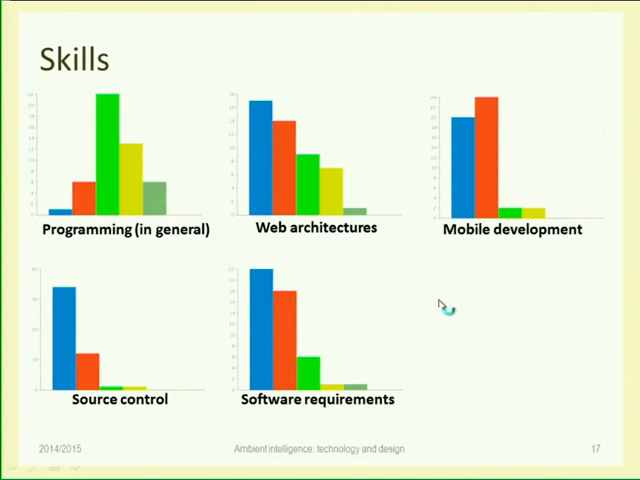 Skills
Programming (in general)
Web architectures
Mobile development
Source control
Software requirements
2014/2015
Ambient intelligence: technology and design
17